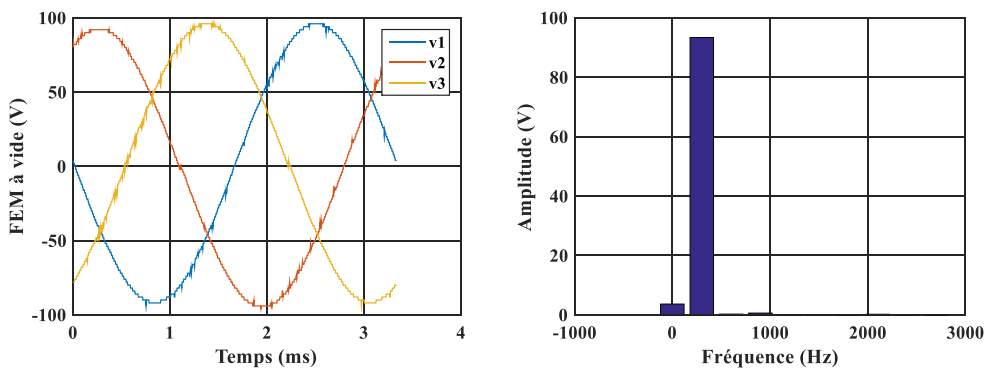 FEM à vide (V)
100
50
0
-50
-100
v1
v2
v3
0 1 2 3 4
Temps (ms)
Amplitude (V)
100
80
60
40
20
0
-1000 0 1000 2000 3000
Fréquence (Hz)